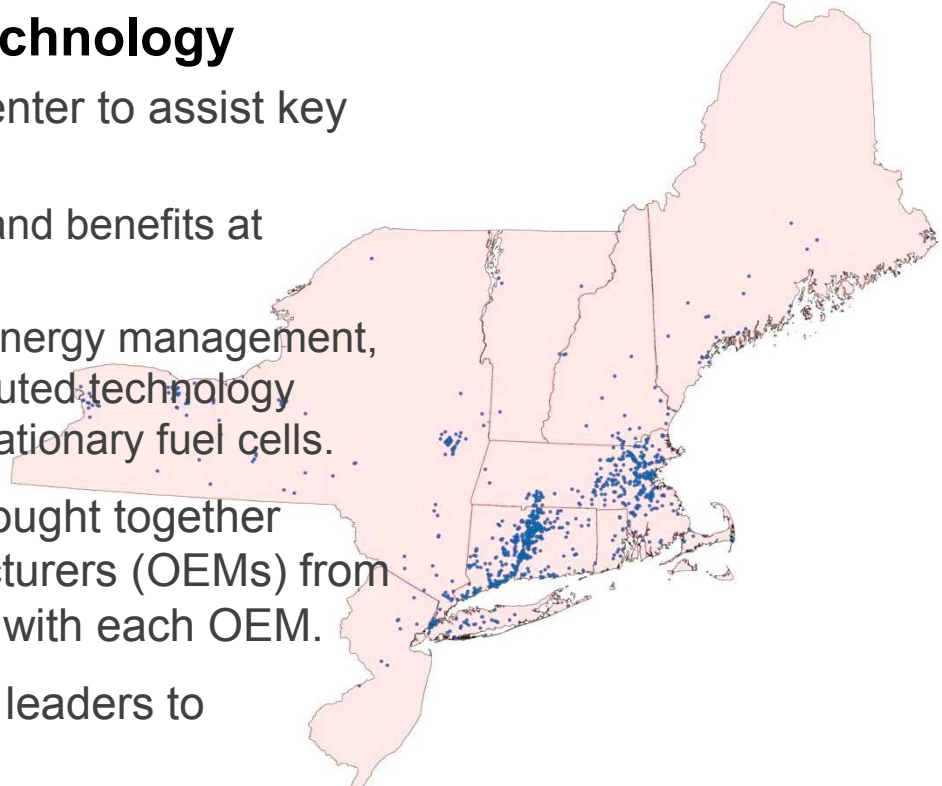 chnology
enter to assist key
and benefits at
nergy management,
uted technology
ationary fuel cells.
ought together
cturers (OEMs) from
with each OEM.
leaders to